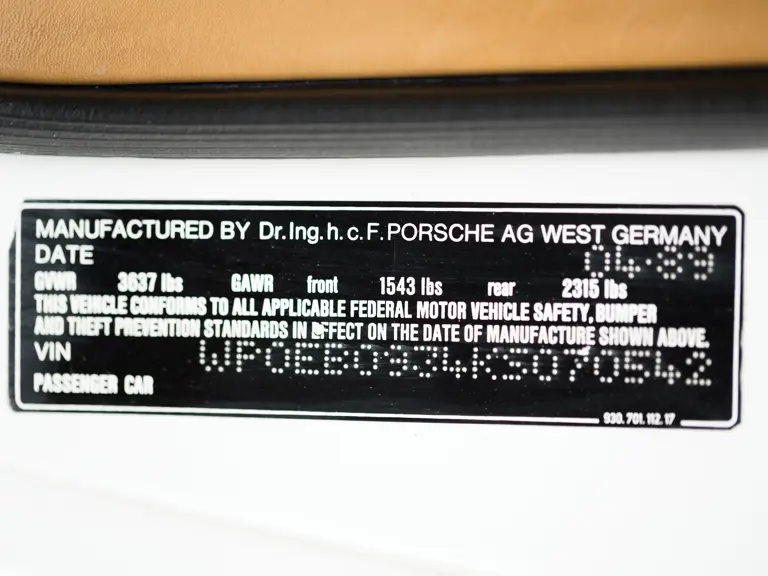 MANUFACTURED BY Dr.Ing.h.c.F.PORSCHE AG WEST GERMANY
DATE 04-89
GVWR 3637 lbs GAWR front 1543 lbs rear 2315 lbs
THIS VEHICLE CONFORMS TO ALL APPLICABLE FEDERAL MOTOR VEHICLE SAFETY, BUMPER
AND THEFT PREVENTION STANDARDS IN EFFECT ON THE DATE OF MANUFACTURE SHOWN ABOVE.
VIN WP0EB0934KS070542
PASSENGER CAR
930.701.112.17